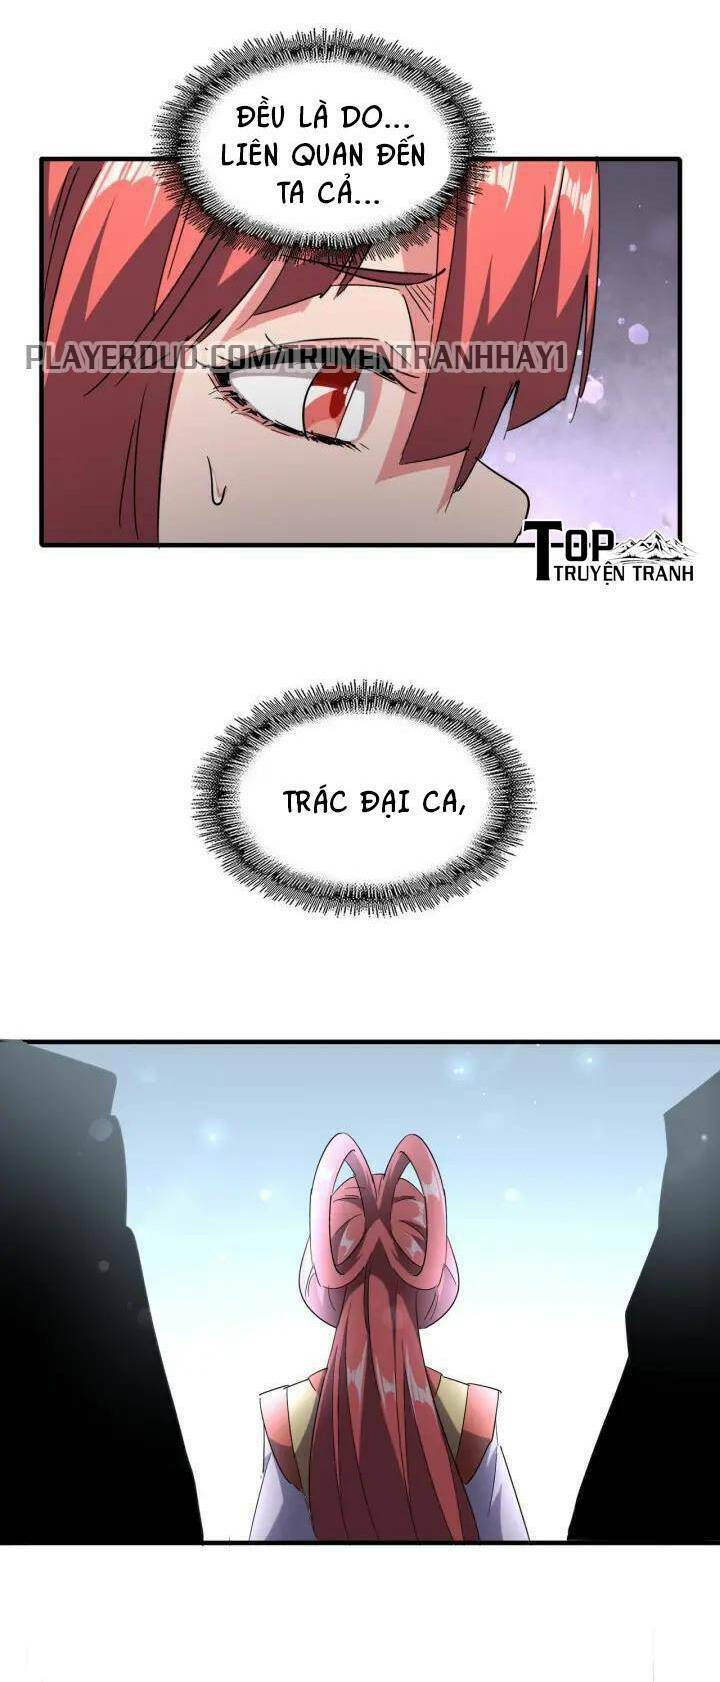 ĐỀU LÀ DO...
LIÊN QUAN ĐẾN
TA CẢ...
PLAYERDUO.COM/TRUYENTRANHHAY1
TOP
TRUYỆN TRANH
TRÁC ĐẠI CA,